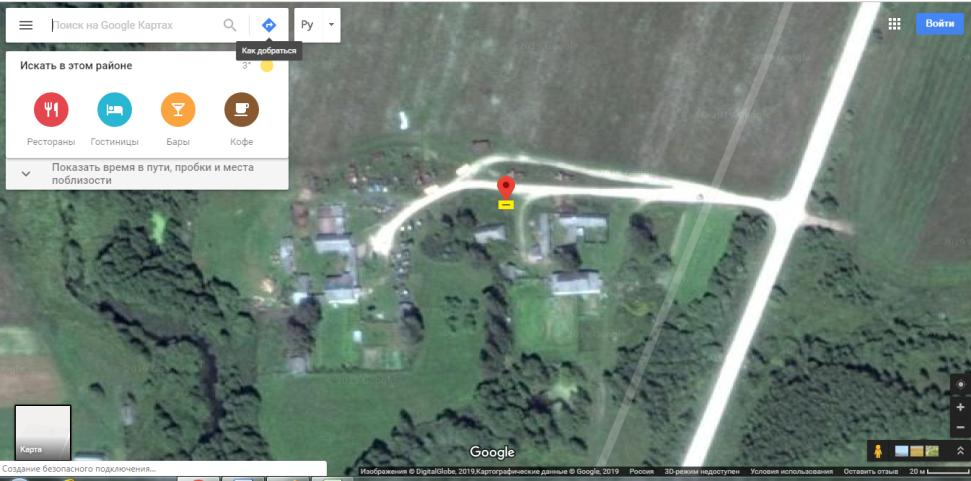 Поиск на Google Картах
Ру
Войти
Как добраться
Искать в этом районе
3°
Рестораны
Гостиницы
Бары
Кофе
Показать время в пути, пробки и места
поблизости
Карта
Google
Создание безопасного подключения...
Изображения © DigitalGlobe, 2019,Картографические данные © Google, 2019 Россия 3D-режим недоступен Условия использования Оставить отзыв 20 м